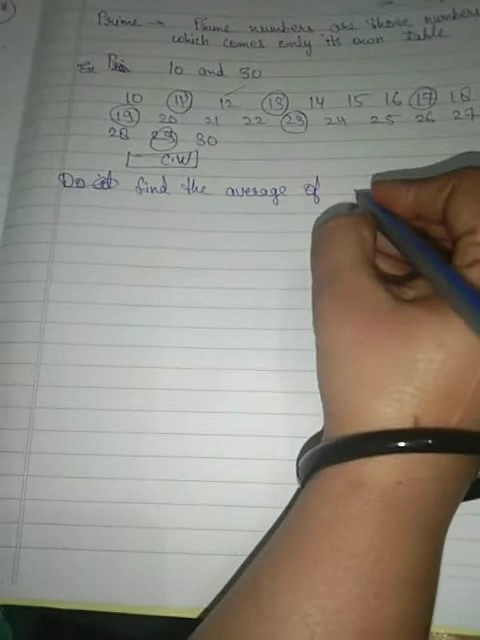 Prime → Prime numbers are those numbers
which comes only its own table
Ex 10 and 30
10 11 12 13 14 15 16 17 18
19 20 21 22 23 24 25 26 27
28 29 30
C.W
find the average of